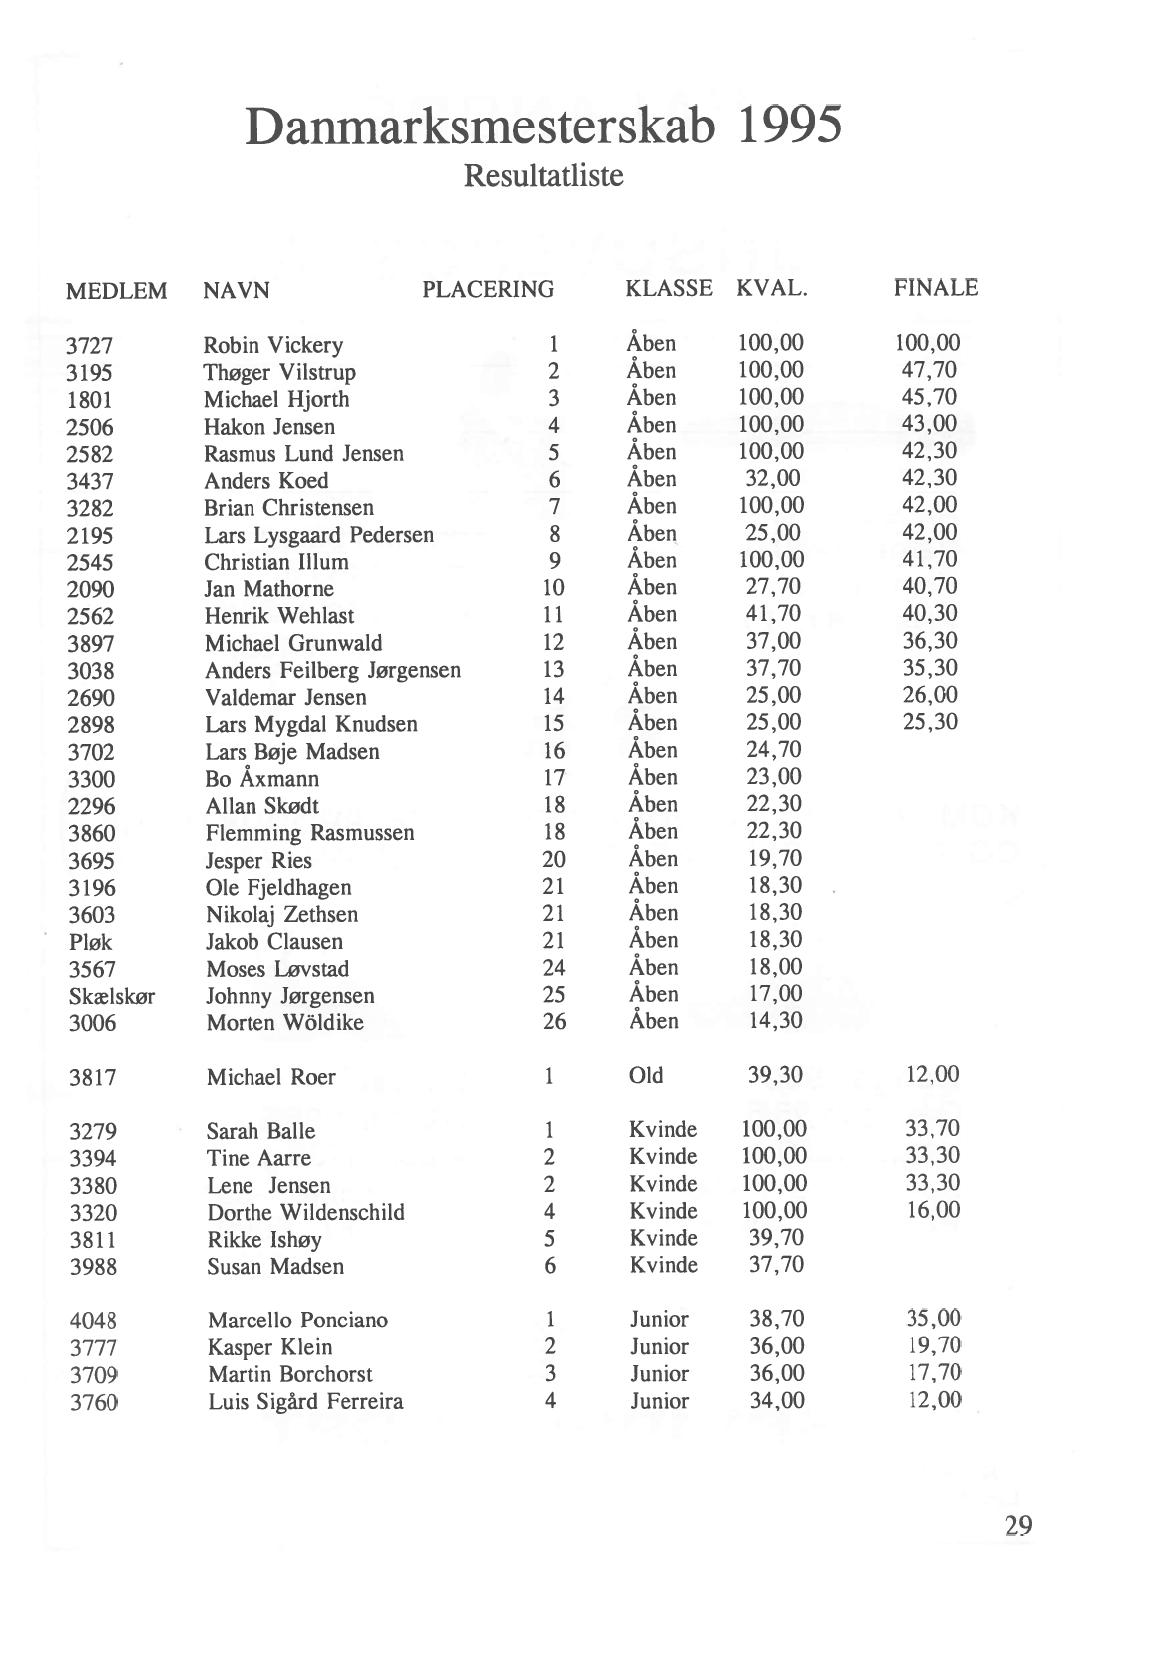 Danmarksmesterskab 1995
Resultatliste
MEDLEM NAVN PLACERING KLASSE KVAL. FINALE
3727 Robin Vickery 1 Åben 100,00 100,00
3195 Thøger Vilstrup 2 Åben 100,00 47,70
1801 Michael Hjorth 3 Åben 100,00 45,70
2506 Hakon Jensen 4 Åben 100,00 43,00
2582 Rasmus Lund Jensen 5 Åben 100,00 42,30
3437 Anders Koed 6 Åben 32,00 42,30
3282 Brian Christensen 7 Åben 100,00 42,00
2195 Lars Lysgaard Pedersen 8 Åben 25,00 42,00
2545 Christian Illum 9 Åben 100,00 41,70
2090 Jan Mathorne 10 Åben 27,70 40,70
2562 Henrik Wehlast 11 Åben 41,70 40,30
3897 Michael Grunwald 12 Åben 37,00 36,30
3038 Anders Feilberg Jørgensen 13 Åben 37,70 35,30
2690 Valdemar Jensen 14 Åben 25,00 26,00
2898 Lars Mygdal Knudsen 15 Åben 25,00 25,30
3702 Lars Bøje Madsen 16 Åben 24,70
3300 Bo Åxmann 17 Åben 23,00
2296 Allan Skødt 18 Åben 22,30
3860 Flemming Rasmussen 18 Åben 22,30
3695 Jesper Ries 20 Åben 19,70
3196 Ole Fjeldhagen 21 Åben 18,30
3603 Nikolaj Zethsen 21 Åben 18,30
Pløk Jakob Clausen 21 Åben 18,30
3567 Moses Løvstad 24 Åben 18,00
Skælskør Johnny Jørgensen 25 Åben 17,00
3006 Morten Wöldike 26 Åben 14,30
3817 Michael Roer 1 Old 39,30 12,00
3279 Sarah Balle 1 Kvinde 100,00 33,70
3394 Tine Aarre 2 Kvinde 100,00 33,30
3380 Lene Jensen 2 Kvinde 100,00 33,30
3320 Dorthe Wildenschild 4 Kvinde 100,00 16,00
3811 Rikke Ishøy 5 Kvinde 39,70
3988 Susan Madsen 6 Kvinde 37,70
4048 Marcello Ponciano 1 Junior 38,70 35,00
3777 Kasper Klein 2 Junior 36,00 19,70
3709 Martin Borchorst 3 Junior 36,00 17,70
3760 Luis Sigård Ferreira 4 Junior 34,00 12,00
29